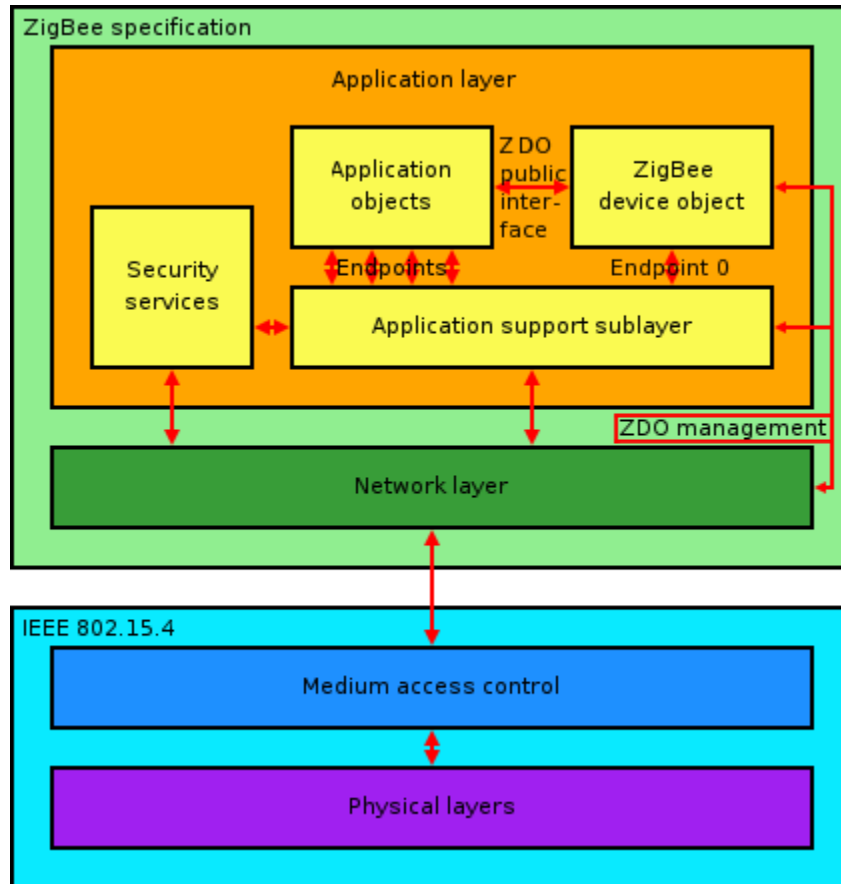 ZigBee specification
Application layer
Application
objects
ZDO
public
inter-
face
ZigBee
device object
Security
services
Endpoints
Endpoint 0
Application support sublayer
ZDO management
Network layer
IEEE 802.15.4
Medium access control
Physical layers